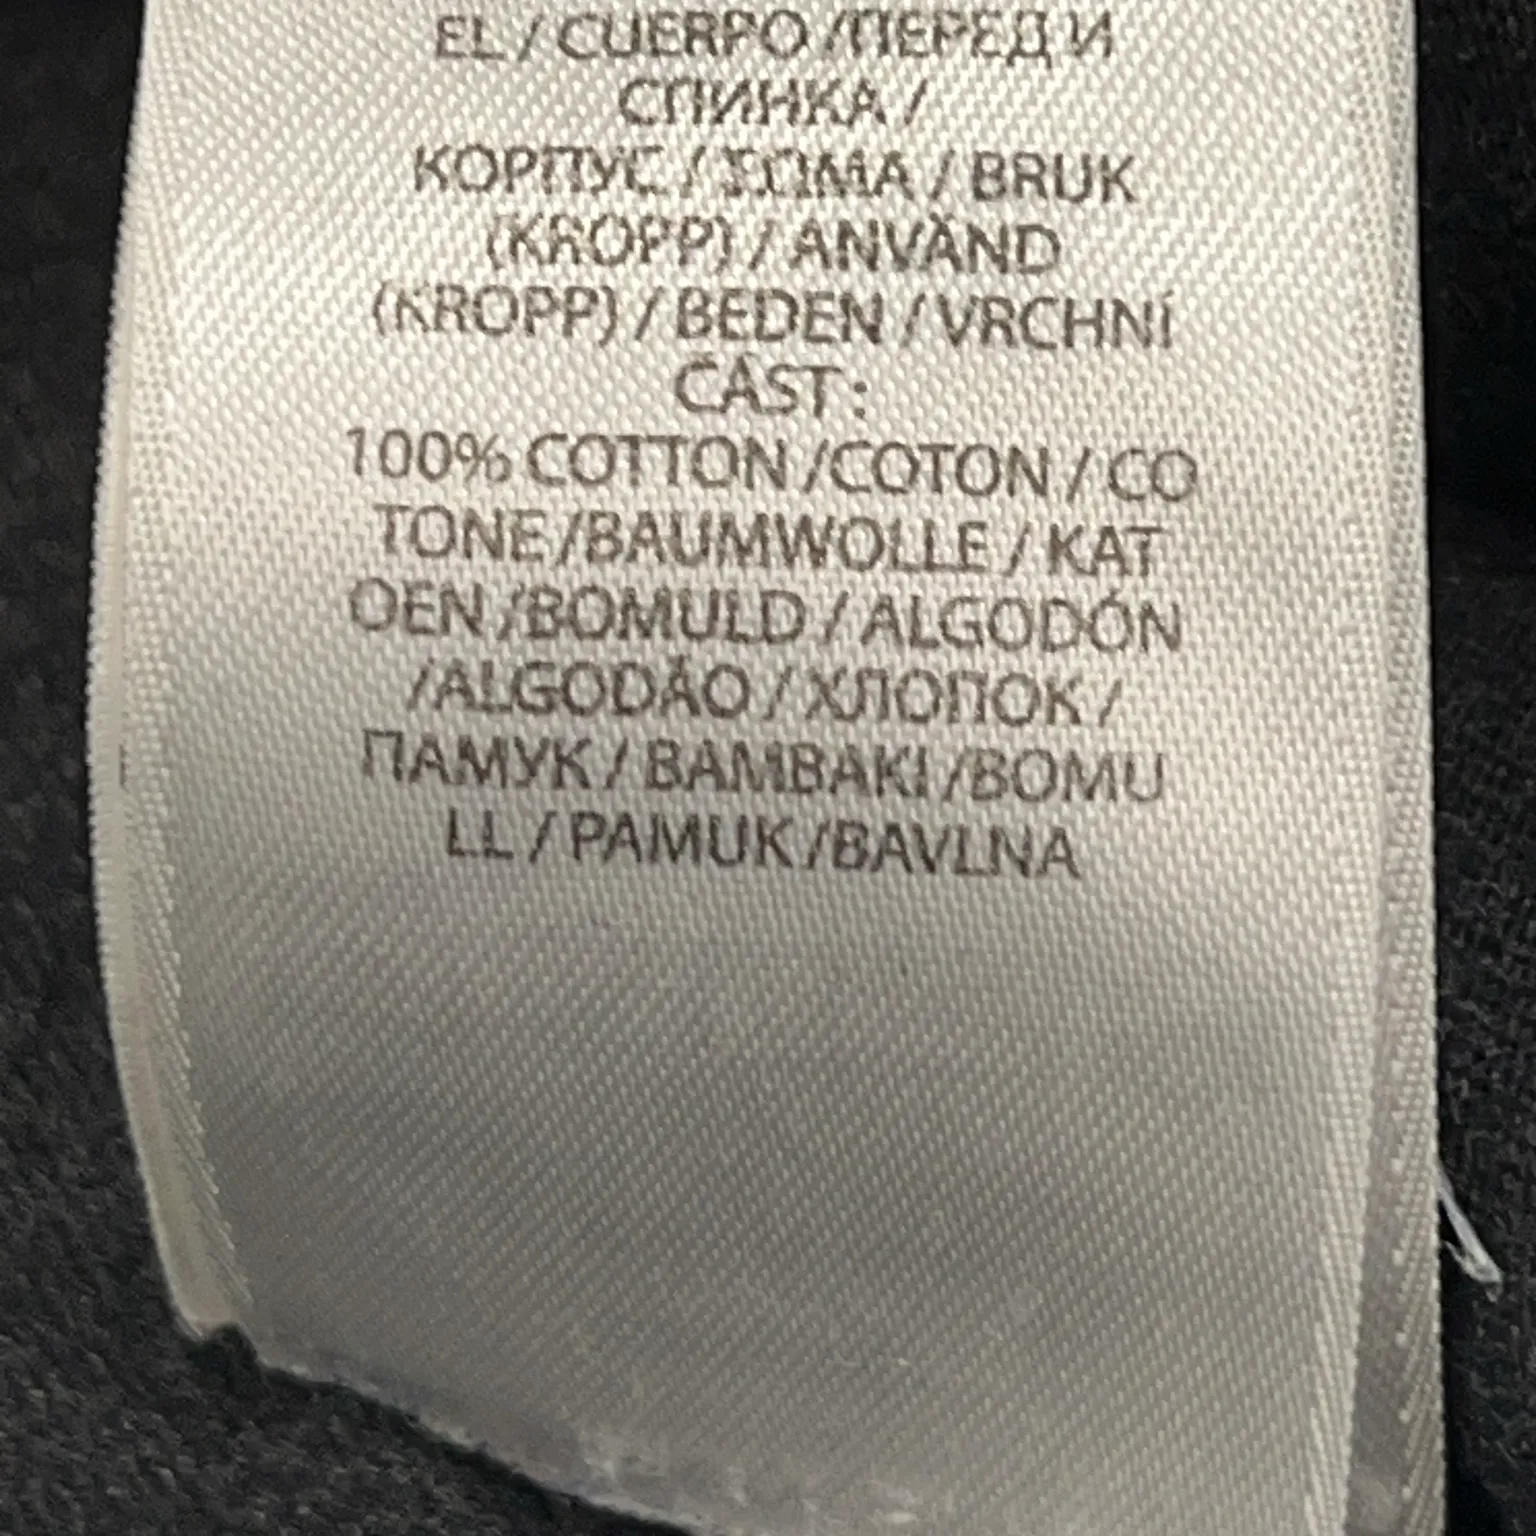 EL / CUERPO /ПЕРЕД И
СПИНКА /
КОРПУС / ΣΩΜΑ / BRUK
(KROPP) / ANVÄND
(KROPP) / BEDEN / VRCHNÍ
ČÁST :
100% COTTON /COTON / CO
TONE /BAUMWOLLE / KAT
OEN /BOMULD / ALGODÓN
/ALGODÃO / ХЛОПОК /
ПАМУК / BAMBAKI /BOMU
LL / PAMUK /BAVLNA